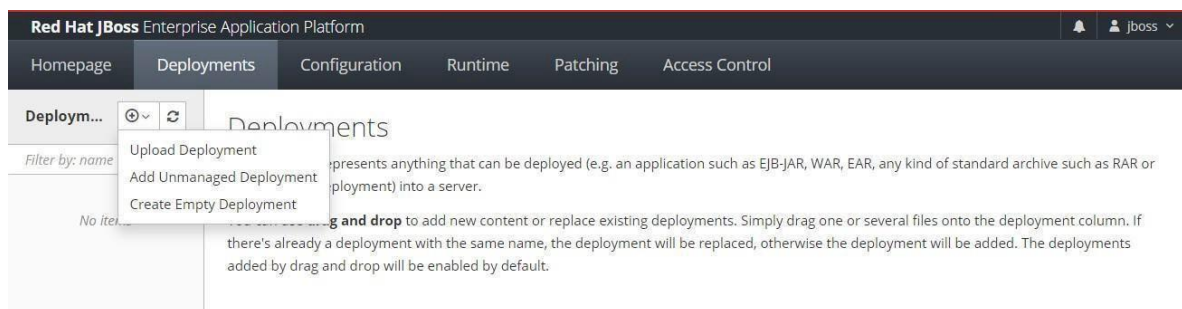 Red Hat JBoss Enterprise Application Platform
jboss
Homepage Deployments Configuration Runtime Patching Access Control
Deploym...
Deployments
Filter by: name
Upload Deployment
Add Unmanaged Deployment
Create Empty Deployment
No
epresents anything that can be deployed (e.g. an application such as EJB-JAR, WAR, EAR, any kind of standard archive such as RAR or
ployment) into a server.
drag and drop to add new content or replace existing deployments. Simply drag one or several files onto the deployment column. If
there's already a deployment with the same name, the deployment will be replaced, otherwise the deployment will be added. The deployments
added by drag and drop will be enabled by default.